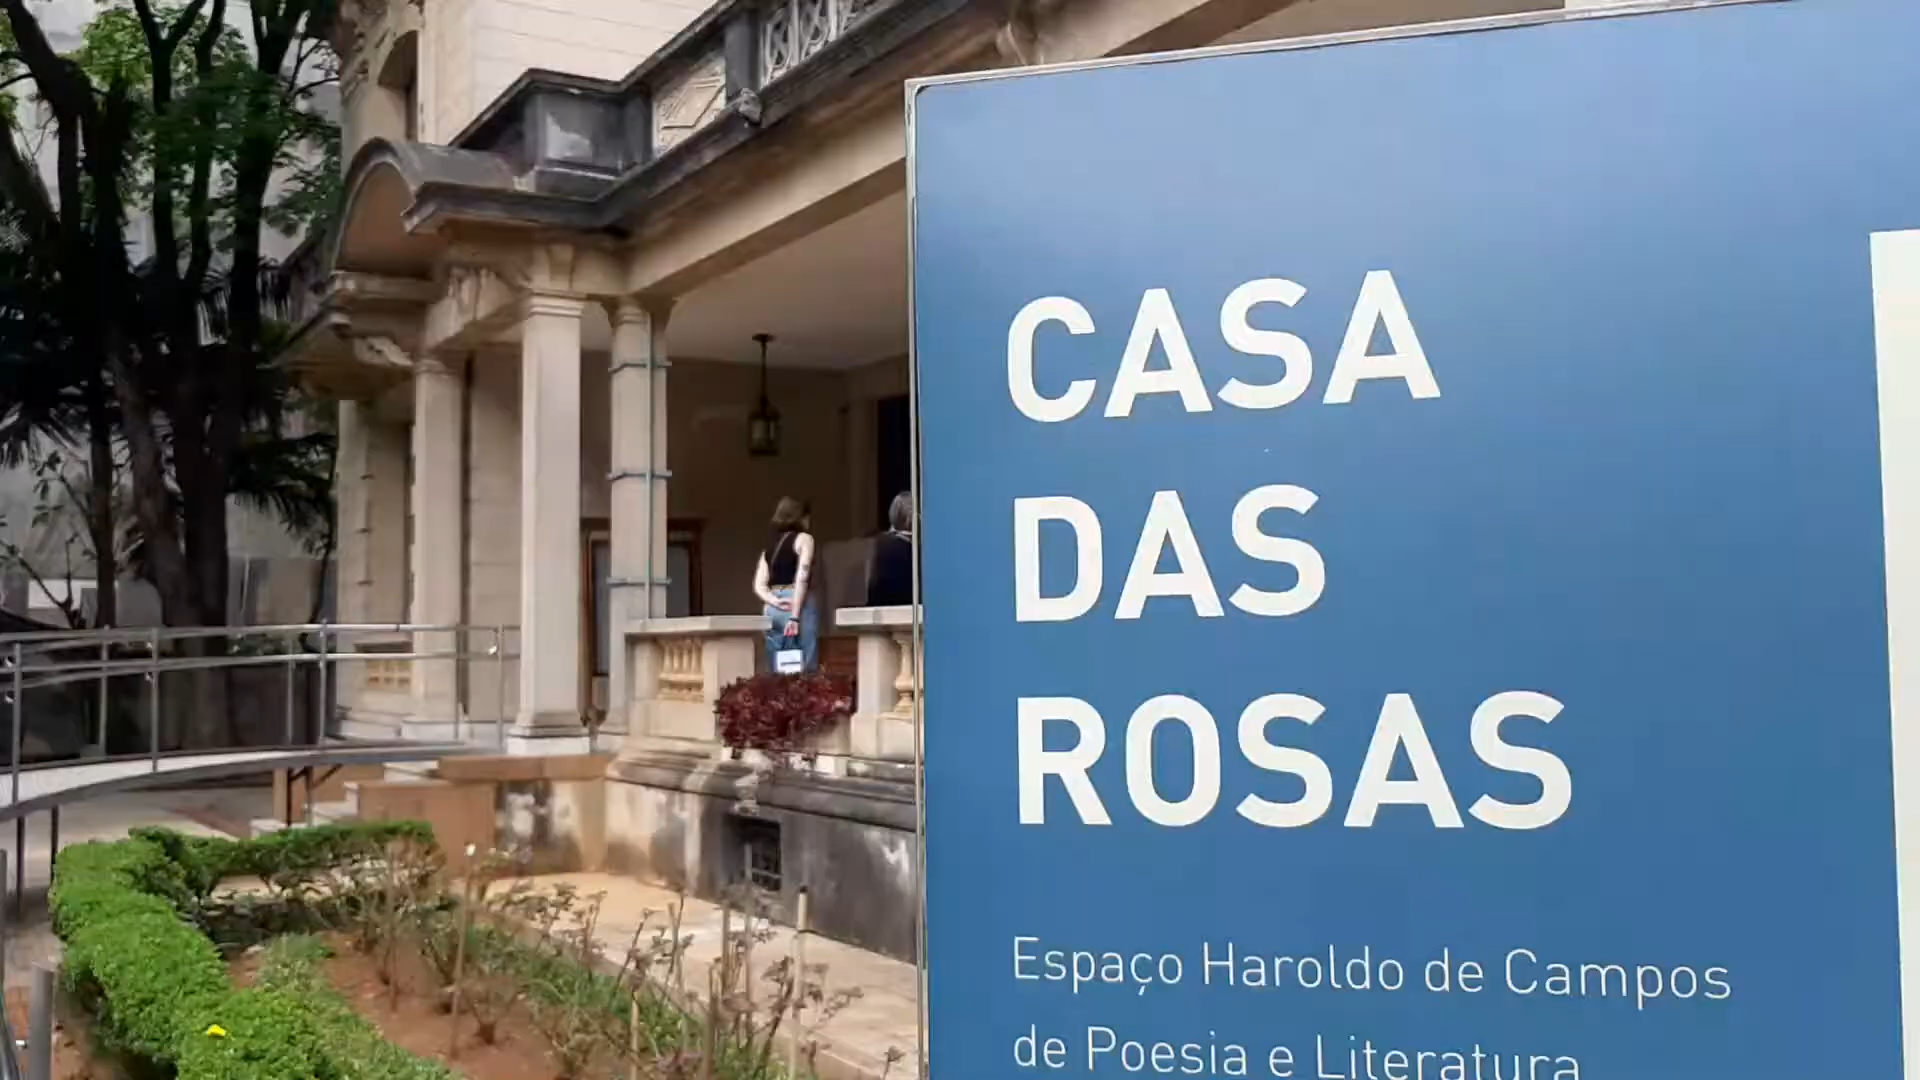 CASA
DAS
ROSAS
Espaço Haroldo de Campos
de Poesia e Literatura